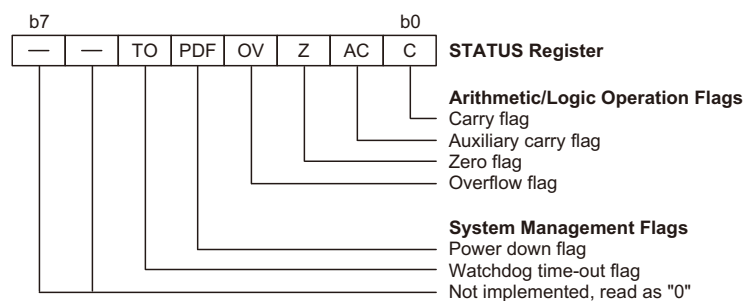 b7 b0
— — TO PDF OV Z AC C STATUS Register
Arithmetic/Logic Operation Flags
Carry flag
Auxiliary carry flag
Zero flag
Overflow flag
System Management Flags
Power down flag
Watchdog time-out flag
Not implemented, read as "0"